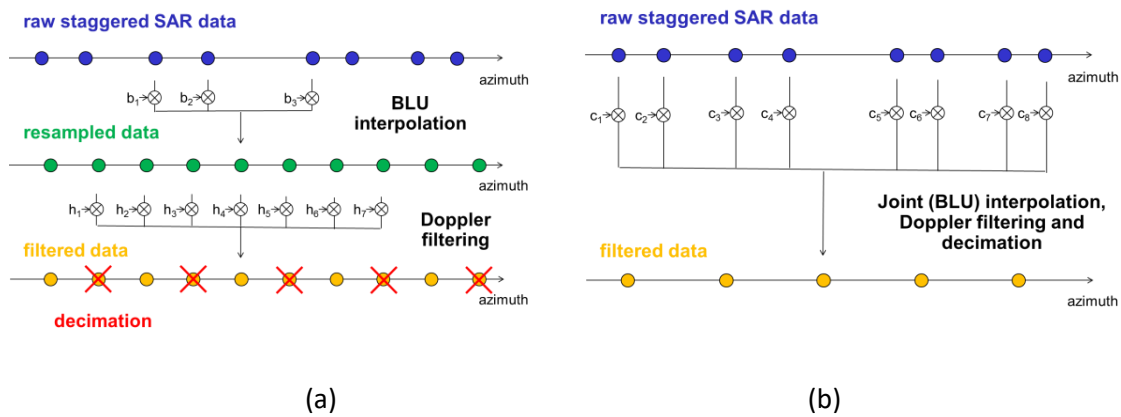 raw staggered SAR data
azimuth
b1 b2 b3
BLU
interpolation
resampled data
azimuth
h1 h2 h3 h4 h5 h6 h7
Doppler
filtering
filtered data
azimuth
decimation
(a)
raw staggered SAR data
azimuth
c1 c2 c3 c4 c5 c6 c7 c8
Joint (BLU) interpolation,
Doppler filtering and
decimation
filtered data
azimuth
(b)